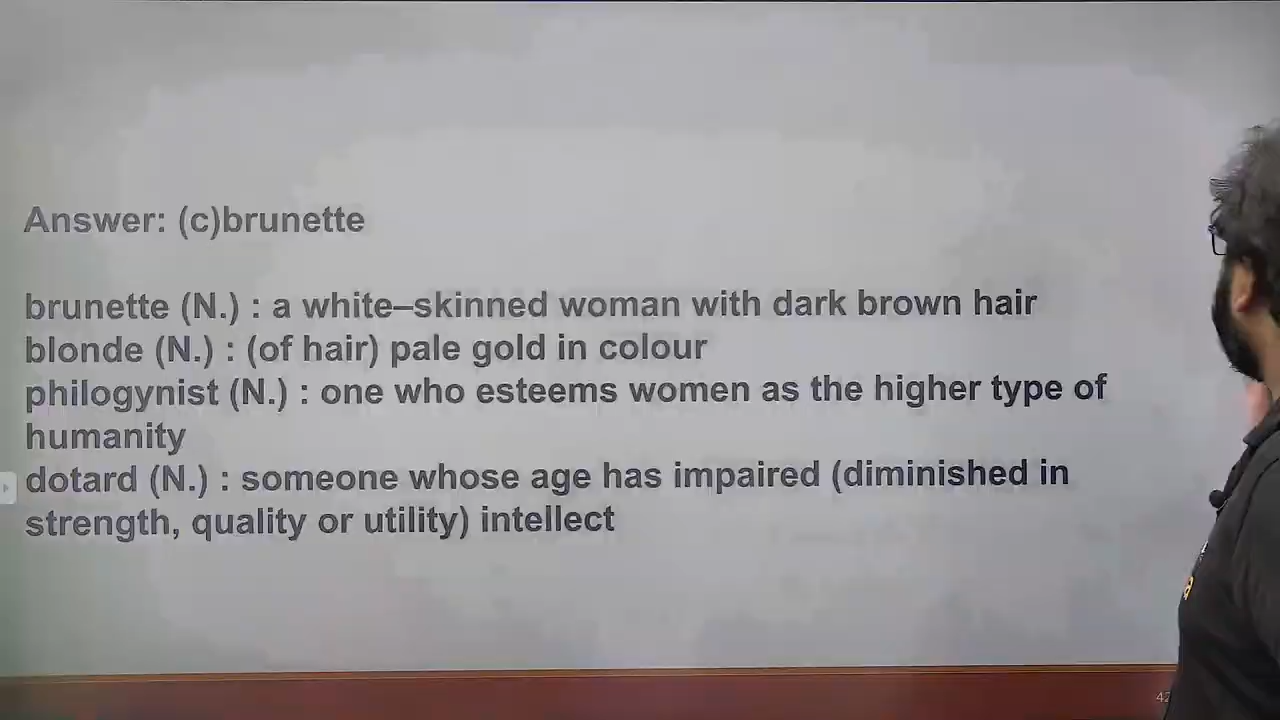 Answer: (c)brunette
brunette (N.) : a white–skinned woman with dark brown hair
blonde (N.) : (of hair) pale gold in colour
philogynist (N.) : one who esteems women as the higher type of
humanity
dotard (N.) : someone whose age has impaired (diminished in
strength, quality or utility) intellect